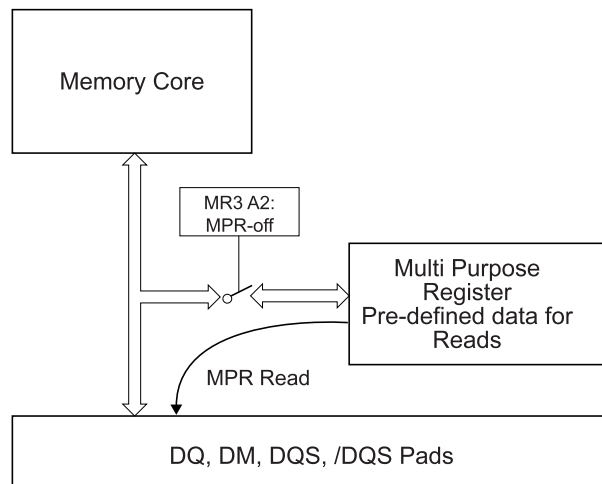 Memory Core
MR3 A2:
MPR-off
Multi Purpose
Register
Pre-defined data for
Reads
MPR Read
DQ, DM, DQS, /DQS Pads